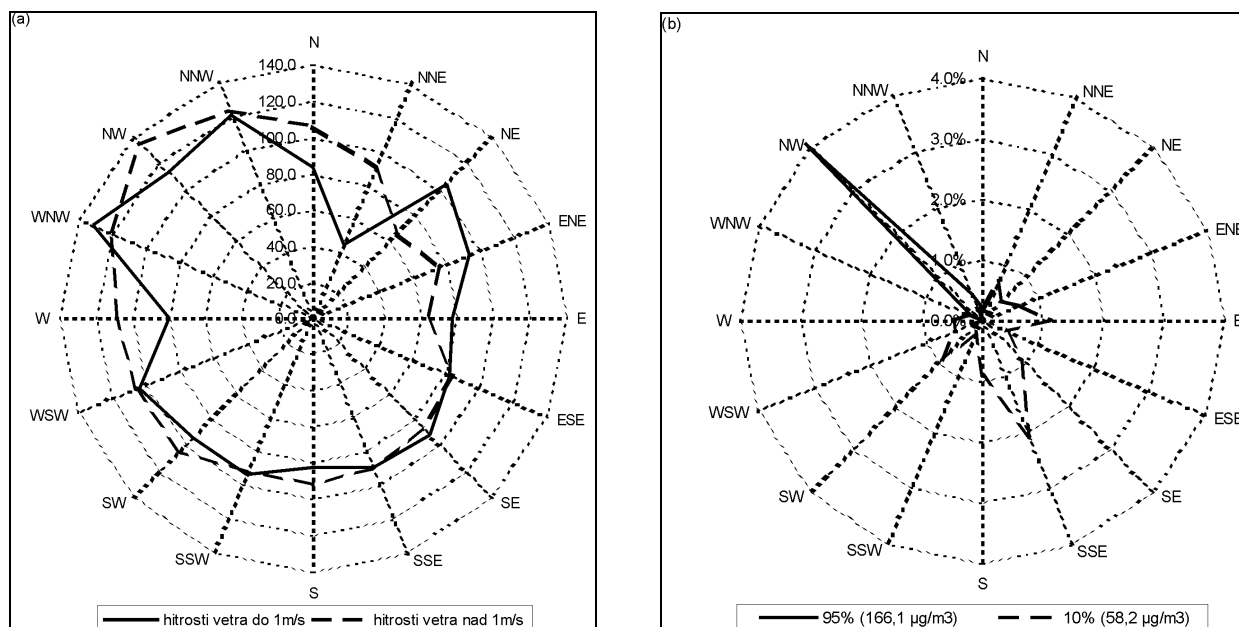 (a)
N
NNE
NE
ENE
E
ESE
SE
SSE
S
SSW
SW
WSW
W
WNW
NW
NNW
140.0
120.0
100.0
80.0
60.0
40.0
20.0
0.0
hitrosti vetra do 1m/s
hitrosti vetra nad 1m/s
(b)
N
NNE
NE
ENE
E
ESE
SE
SSE
S
SSW
SW
WSW
W
WNW
NW
NNW
4.0%
3.0%
2.0%
1.0%
0.0%
95% (166,1 µg/m3)
10% (58,2 µg/m3)